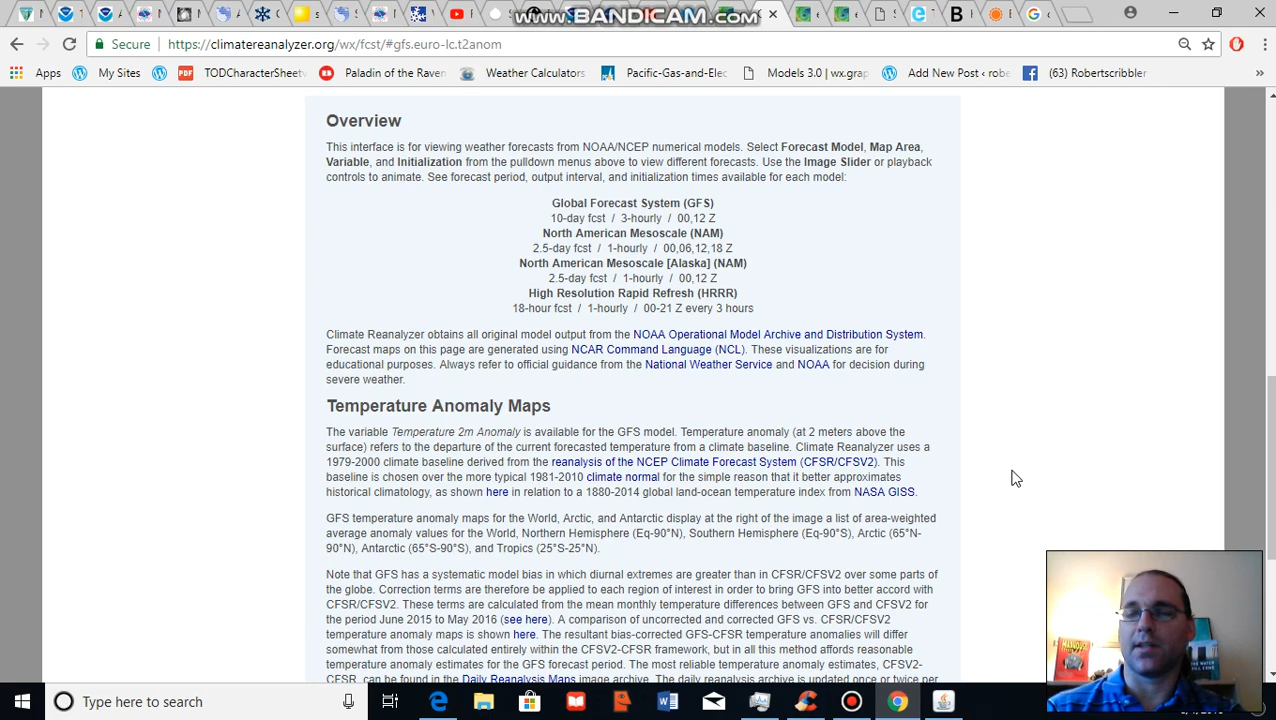 www.BANDICAM.com
Secure https://climatereanalyzer.org/wx/fcst/#gfs.euro-lc.t2anom
Apps My Sites TODCharacterSheet Paladin of the Raven Weather Calculators Pacific-Gas-and-Elec Models 3.0 | wx.grap Add New Post ‹ robe (63) Robertscribbler »
Overview
This interface is for viewing weather forecasts from NOAA/NCEP numerical models. Select Forecast Model, Map Area,
Variable, and Initialization from the pulldown menus above to view different forecasts. Use the Image Slider or playback
controls to animate. See forecast period, output interval, and initialization times available for each model:
Global Forecast System (GFS)
10-day fcst / 3-hourly / 00,12 Z
North American Mesoscale (NAM)
2.5-day fcst / 1-hourly / 00,06,12,18 Z
North American Mesoscale [Alaska] (NAM)
2.5-day fcst / 1-hourly / 00,12 Z
High Resolution Rapid Refresh (HRRR)
18-hour fcst / 1-hourly / 00-21 Z every 3 hours
Climate Reanalyzer obtains all original model output from the NOAA Operational Model Archive and Distribution System.
Forecast maps on this page are generated using NCAR Command Language (NCL). These visualizations are for
educational purposes. Always refer to official guidance from the National Weather Service and NOAA for decision during
severe weather.
Temperature Anomaly Maps
The variable Temperature 2m Anomaly is available for the GFS model. Temperature anomaly (at 2 meters above the
surface) refers to the departure of the current forecasted temperature from a climate baseline. Climate Reanalyzer uses a
1979-2000 climate baseline derived from the reanalysis of the NCEP Climate Forecast System (CFSR/CFSV2). This
baseline is chosen over the more typical 1981-2010 climate normal for the simple reason that it better approximates
historical climatology, as shown here in relation to a 1880-2014 global land-ocean temperature index from NASA GISS.
GFS temperature anomaly maps for the World, Arctic, and Antarctic display at the right of the image a list of area-weighted
average anomaly values for the World, Northern Hemisphere (Eq-90°N), Southern Hemisphere (Eq-90°S), Arctic (65°N-
90°N), Antarctic (65°S-90°S), and Tropics (25°S-25°N).
Note that GFS has a systematic model bias in which diurnal extremes are greater than in CFSR/CFSV2 over some parts of
the globe. Correction terms are therefore be applied to each region of interest in order to bring GFS into better accord with
CFSR/CFSV2. These terms are calculated from the mean monthly temperature differences between GFS and CFSV2 for
the period June 2015 to May 2016 (see here). A comparison of uncorrected and corrected GFS vs. CFSR/CFSV2
temperature anomaly maps is shown here. The resultant bias-corrected GFS-CFSR temperature anomalies will differ
somewhat from those calculated entirely within the CFSV2-CFSR framework, but in all this method affords reasonable
temperature anomaly estimates for the GFS forecast period. The most reliable temperature anomaly estimates, CFSV2-
CFSR, can be found in the Daily Reanalysis Maps image archive. The daily reanalysis archive is updated once or twice per
Type here to search